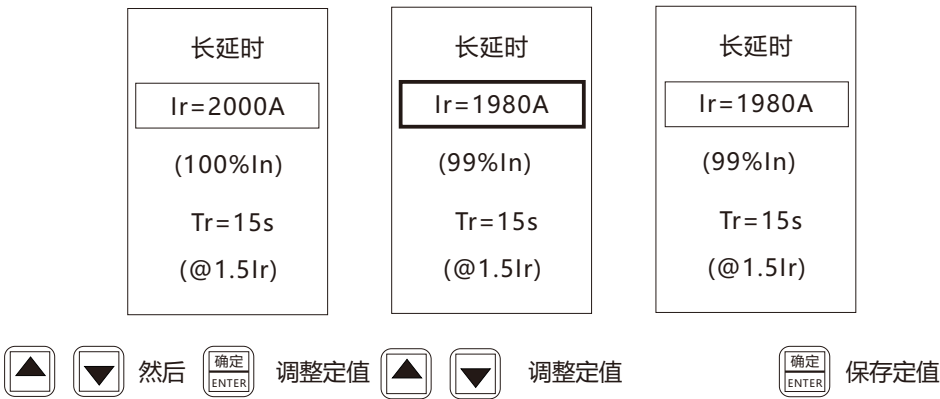 长延时
Ir=2000A
(100%In)
Tr=15s
(@1.5Ir)
长延时
Ir=1980A
(99%In)
Tr=15s
(@1.5Ir)
长延时
Ir=1980A
(99%In)
Tr=15s
(@1.5Ir)
然后
确定
ENTER
调整定值
调整定值
确定
ENTER
保存定值